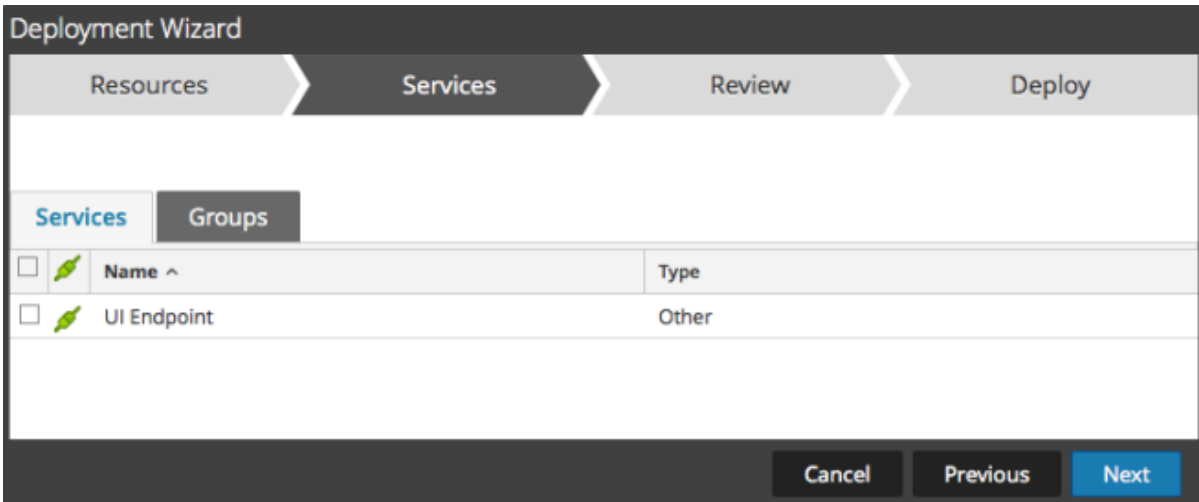 Deployment Wizard
Resources Services Review Deploy
Services Groups
Name Type
UI Endpoint Other
Cancel Previous Next